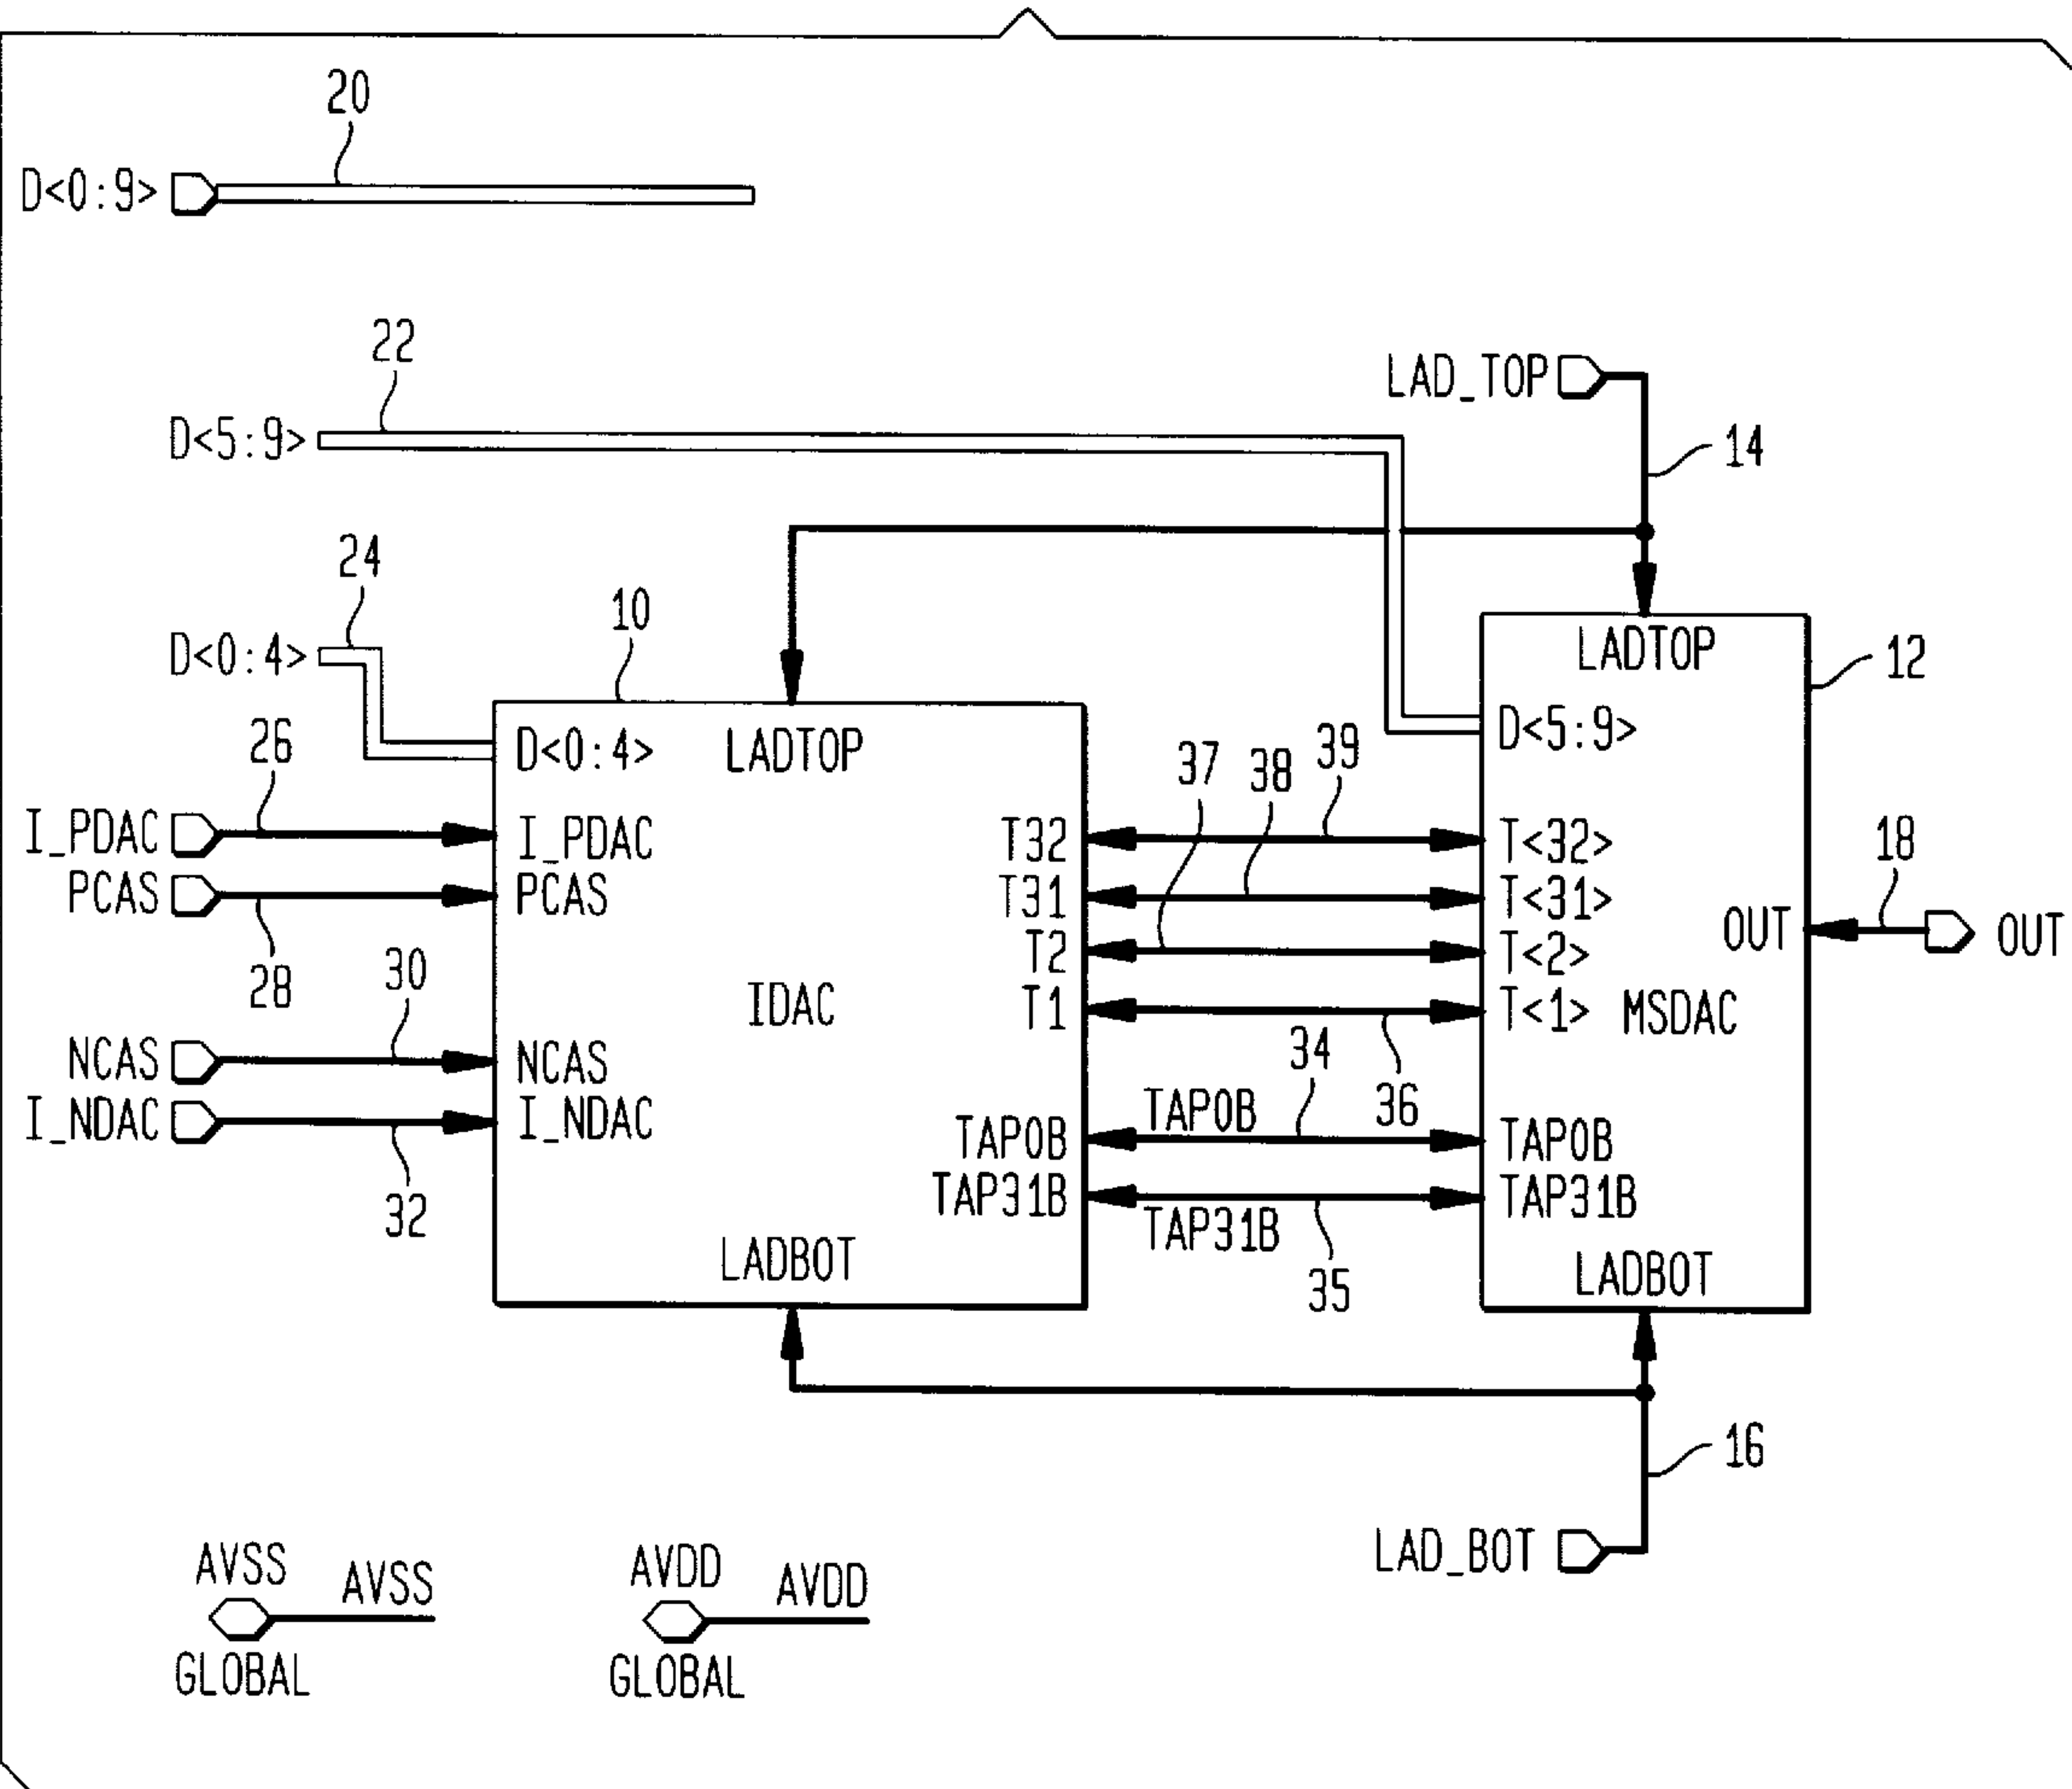 20
D<0:9>
22
D<5:9>
LAD_TOP
14
24
D<0:4>
10
12
LADTOP
D<0:4>
LADTOP
D<5:9>
26
37
38
39
I_PDAC
I_PDAC
T32
T<32>
18
PCAS
PCAS
T31
T<31>
28
30
T2
T<2>
OUT
OUT
IDAC
T1
T<1>
MSDAC
NCAS
NCAS
34
36
I_NDAC
I_NDAC
TAP0B
TAP0B
TAP0B
32
TAP31B
TAP31B
TAP31B
LADBOT
35
LADBOT
16
LAD_BOT
AVSS
AVSS
GLOBAL
AVDD
AVDD
GLOBAL